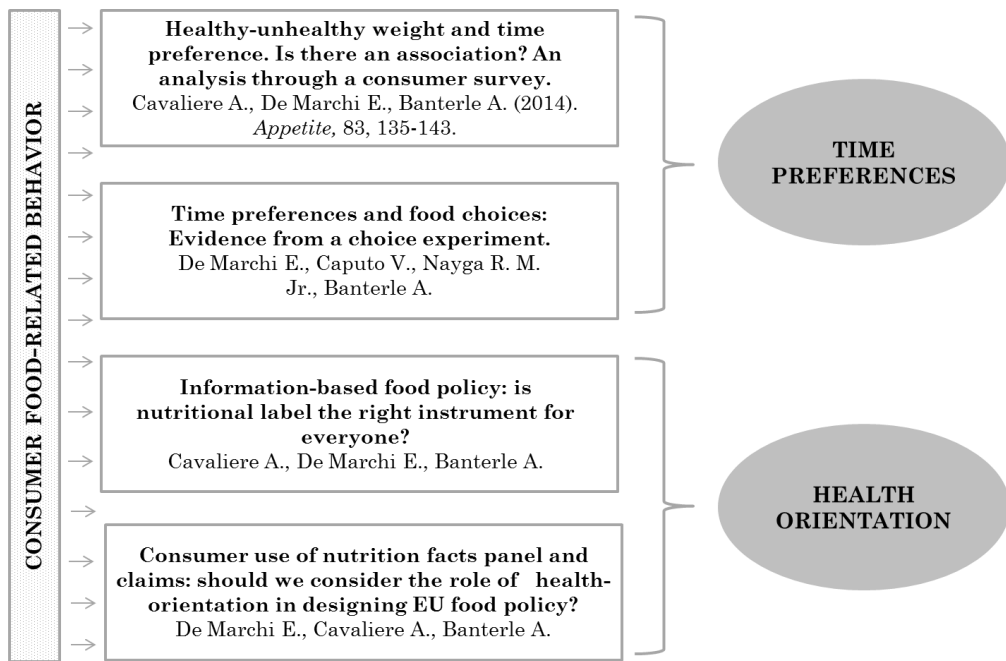 CONSUMER FOOD-RELATED BEHAVIOR
Healthy-unhealthy weight and time
preference. Is there an association? An
analysis through a consumer survey.
Cavaliere A., De Marchi E., Banterle A. (2014).
Appetite, 83, 135-143.
Time preferences and food choices:
Evidence from a choice experiment.
De Marchi E., Caputo V., Nayga R. M.
Jr., Banterle A.
TIME
PREFERENCES
Information-based food policy: is
nutritional label the right instrument for
everyone?
Cavaliere A., De Marchi E., Banterle A.
Consumer use of nutrition facts panel and
claims: should we consider the role of health-
orientation in designing EU food policy?
De Marchi E., Cavaliere A., Banterle A.
HEALTH
ORIENTATION